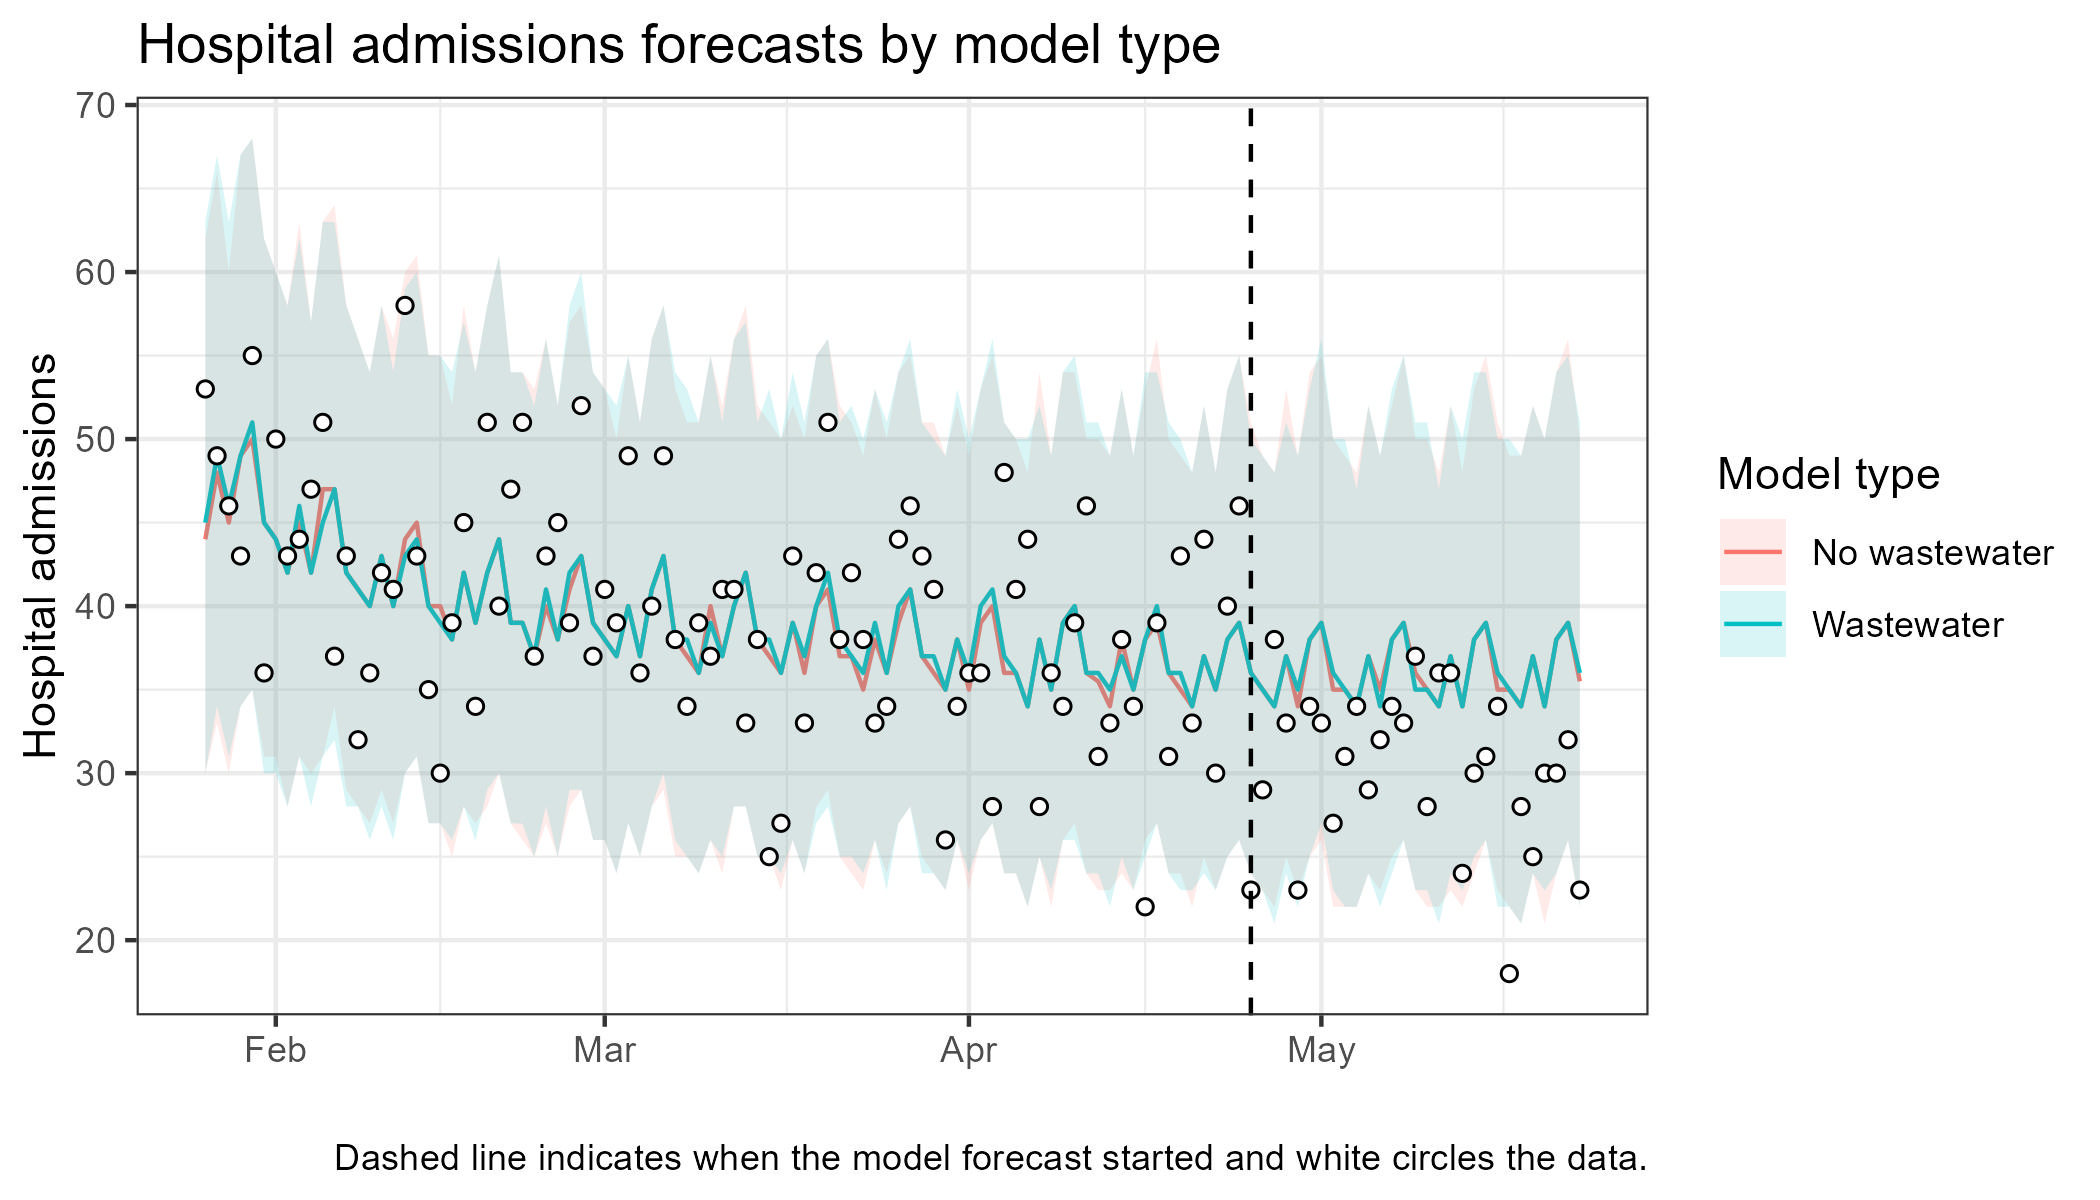 Hospital admissions forecasts by model type
70
60
50
40
30
20
Hospital admissions
Feb Mar Apr May
Model type
No wastewater
Wastewater
Dashed line indicates when the model forecast started and white circles the data.